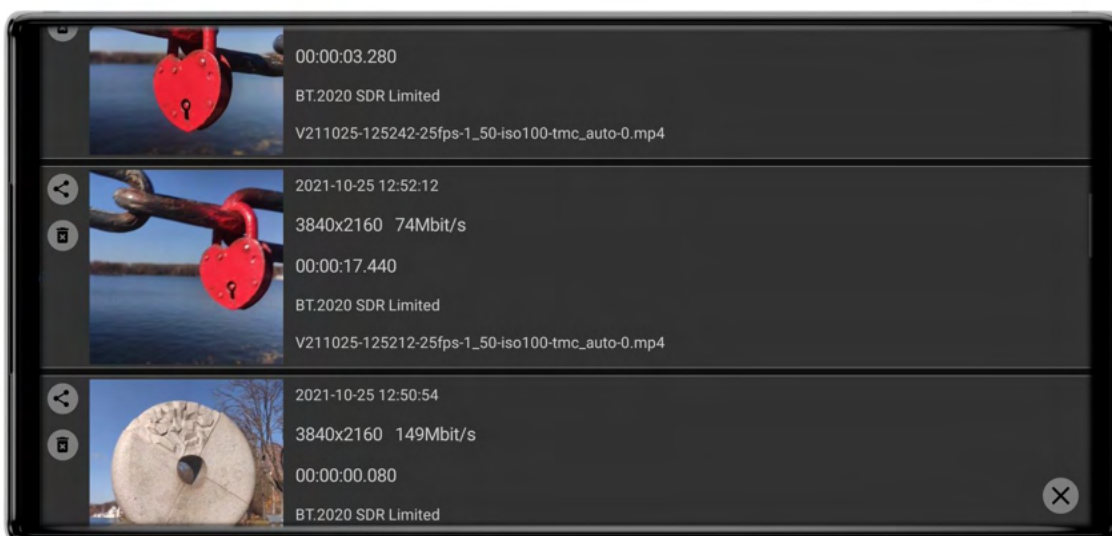 00:00:03.280
BT.2020 SDR Limited
V211025-125242-25fps-1_50-iso100-tmc_auto-0.mp4
2021-10-25 12:52:12
3840x2160 74Mbit/s
00:00:17.440
BT.2020 SDR Limited
V211025-125212-25fps-1_50-iso100-tmc_auto-0.mp4
2021-10-25 12:50:54
3840x2160 149Mbit/s
00:00:00.080
BT.2020 SDR Limited